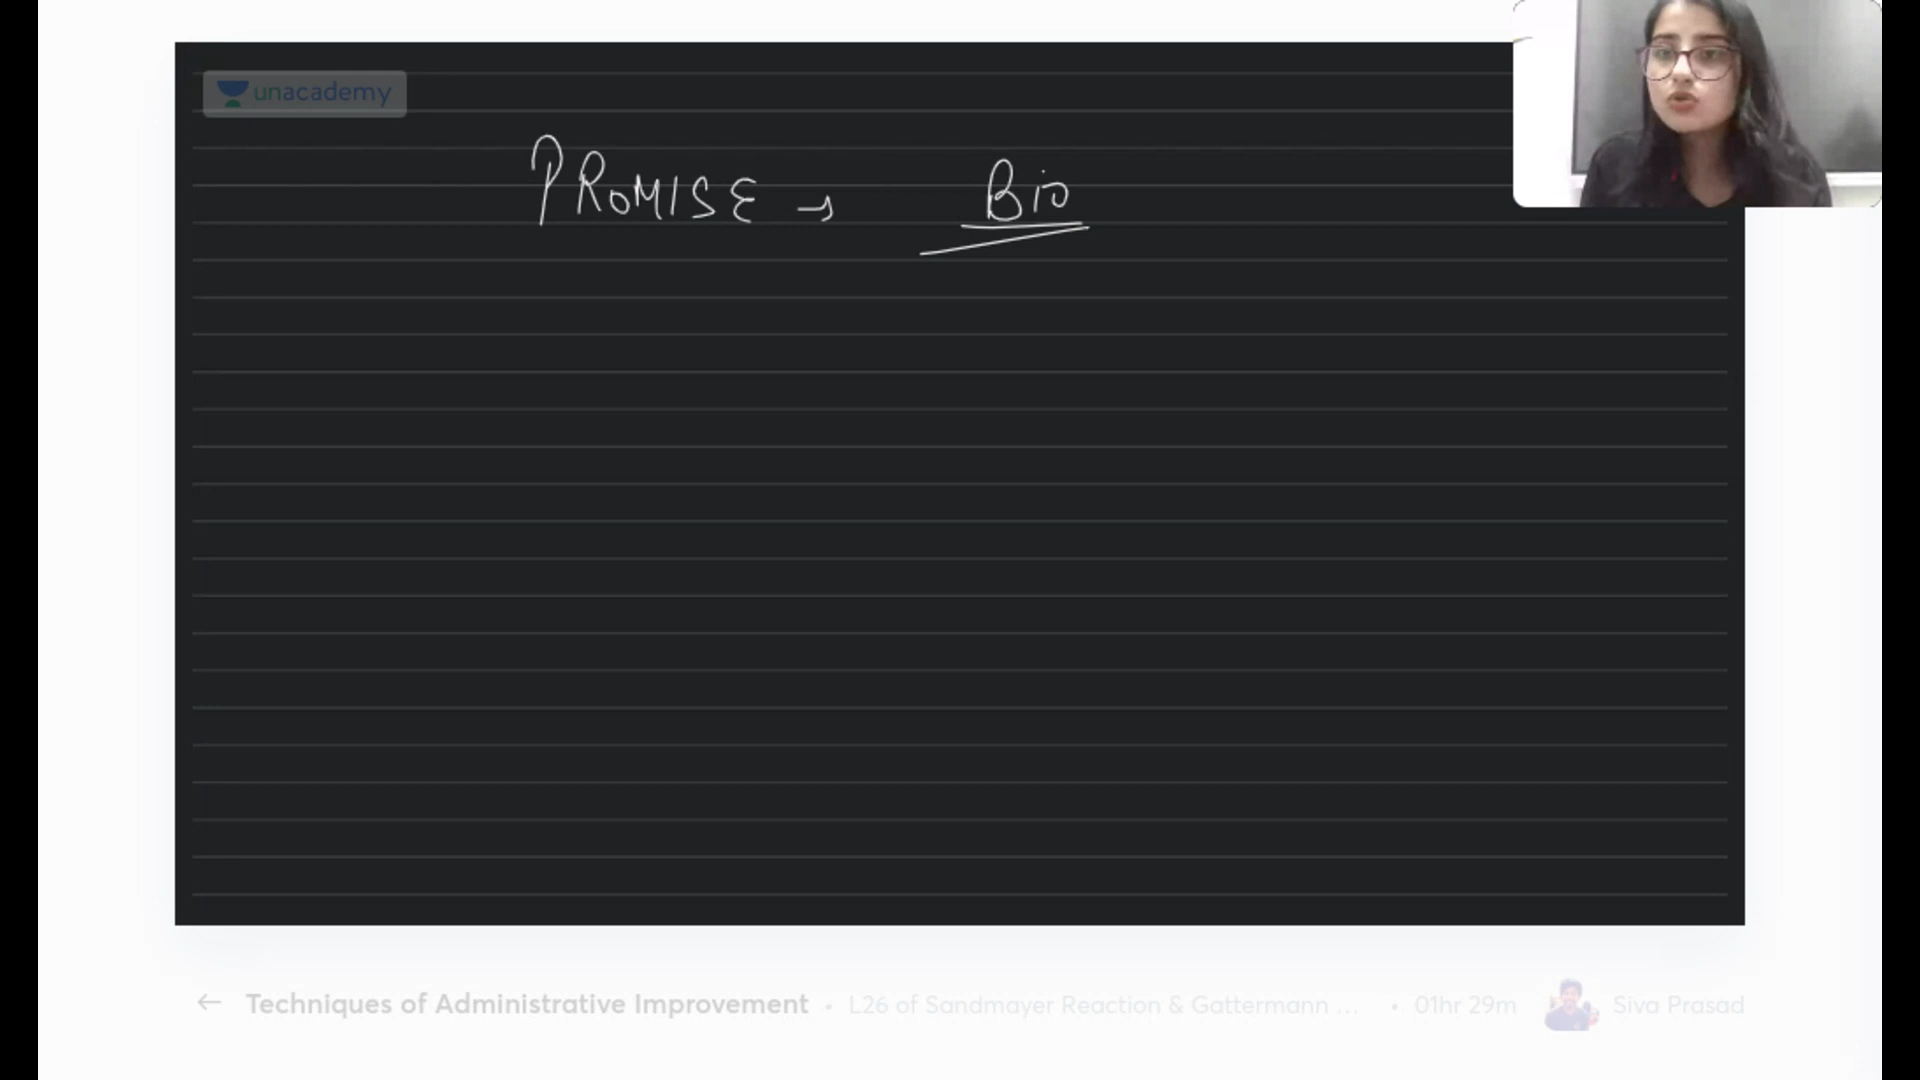 unacademy
PROMISE → Bio
← Techniques of Administrative Improvement • L26 of Sandmayer Reaction & Gattermann ... • 01hr 29m Siva Prasad